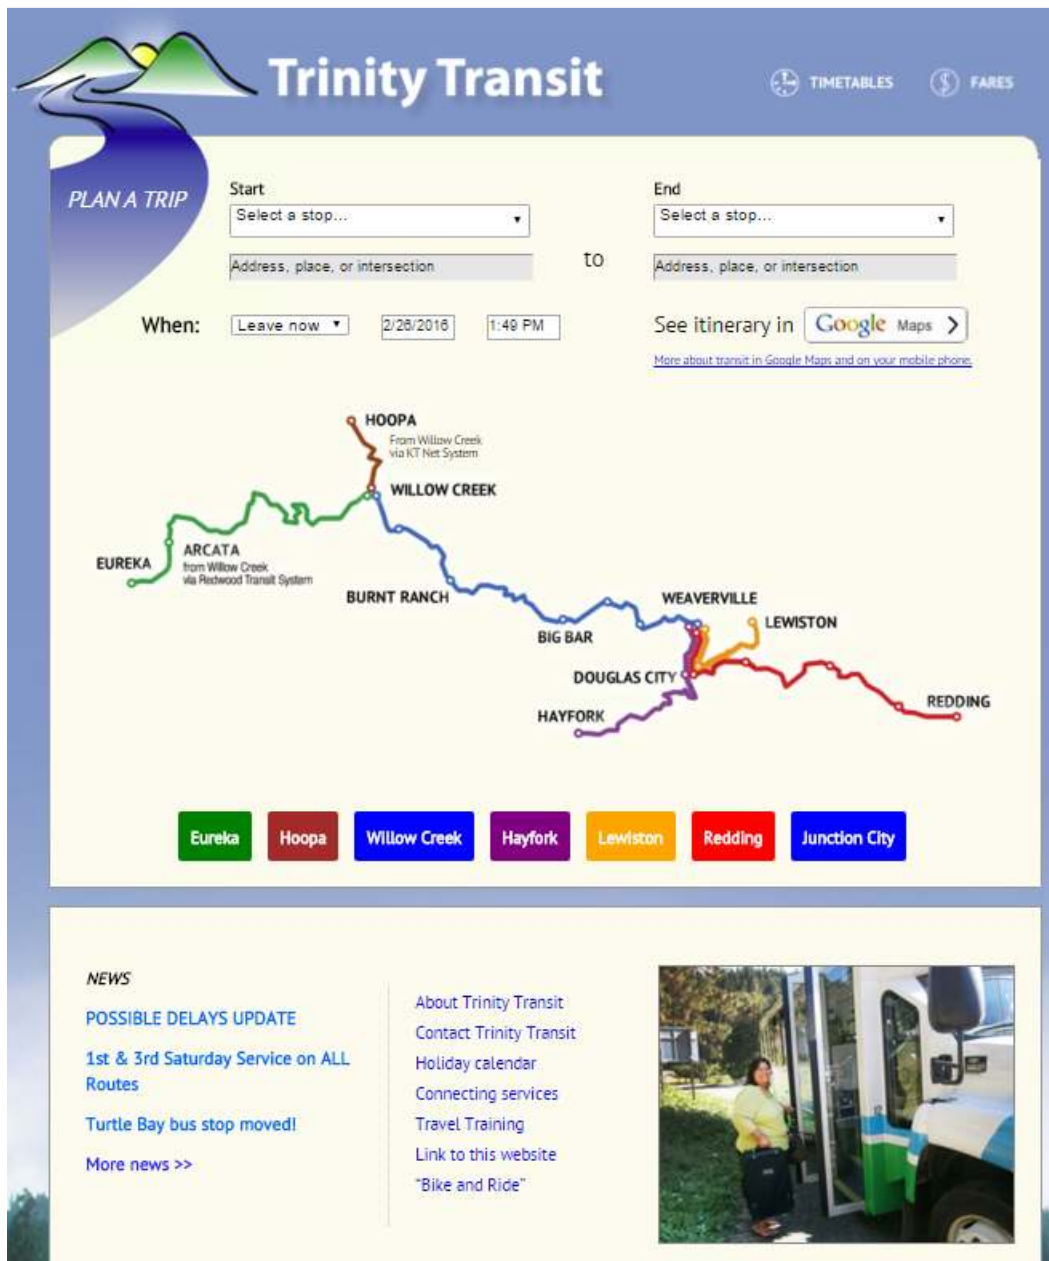 Trinity Transit
TIMETABLES
FARES
PLAN A TRIP
Start
Select a stop...
Address, place, or intersection
to
End
Select a stop...
Address, place, or intersection
When:
Leave now
2/26/2016
1:49 PM
See itinerary in
Google Maps
More about transit in Google Maps and on your mobile phone.
HOOPA
From Willow Creek
via KT Net System
WILLOW CREEK
EUREKA
ARCATA
from Willow Creek
via Redwood Transit System
BURNT RANCH
WEAVERVILLE
LEWISTON
BIG BAR
DOUGLAS CITY
REDDING
HAYFORK
Eureka
Hoopa
Willow Creek
Hayfork
Lewiston
Redding
Junction City
NEWS
POSSIBLE DELAYS UPDATE
1st & 3rd Saturday Service on ALL
Routes
Turtle Bay bus stop moved!
More news >>
About Trinity Transit
Contact Trinity Transit
Holiday calendar
Connecting services
Travel Training
Link to this website
"Bike and Ride"